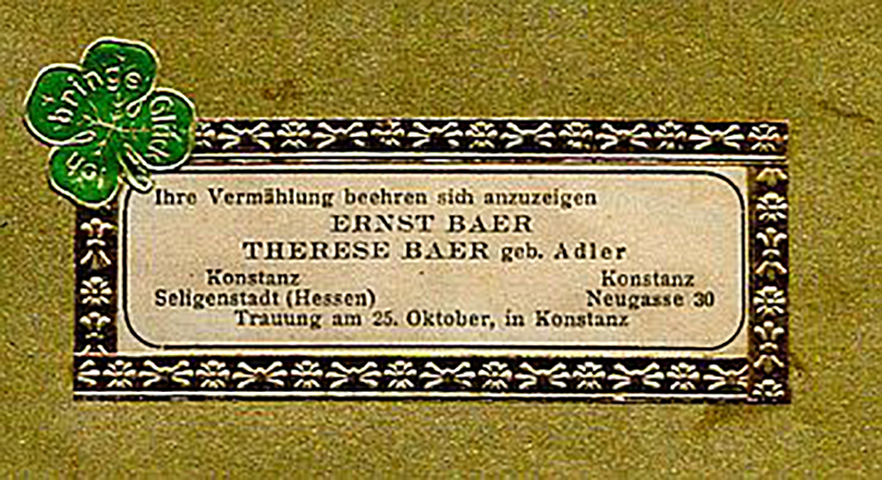 Ich bringe Glück
Ihre Vermählung beehren sich anzuzeigen
ERNST BAER
THERESE BAER geb. Adler
Konstanz Konstanz
Seligenstadt (Hessen) Neugasse 30
Trauung am 25. Oktober, in Konstanz